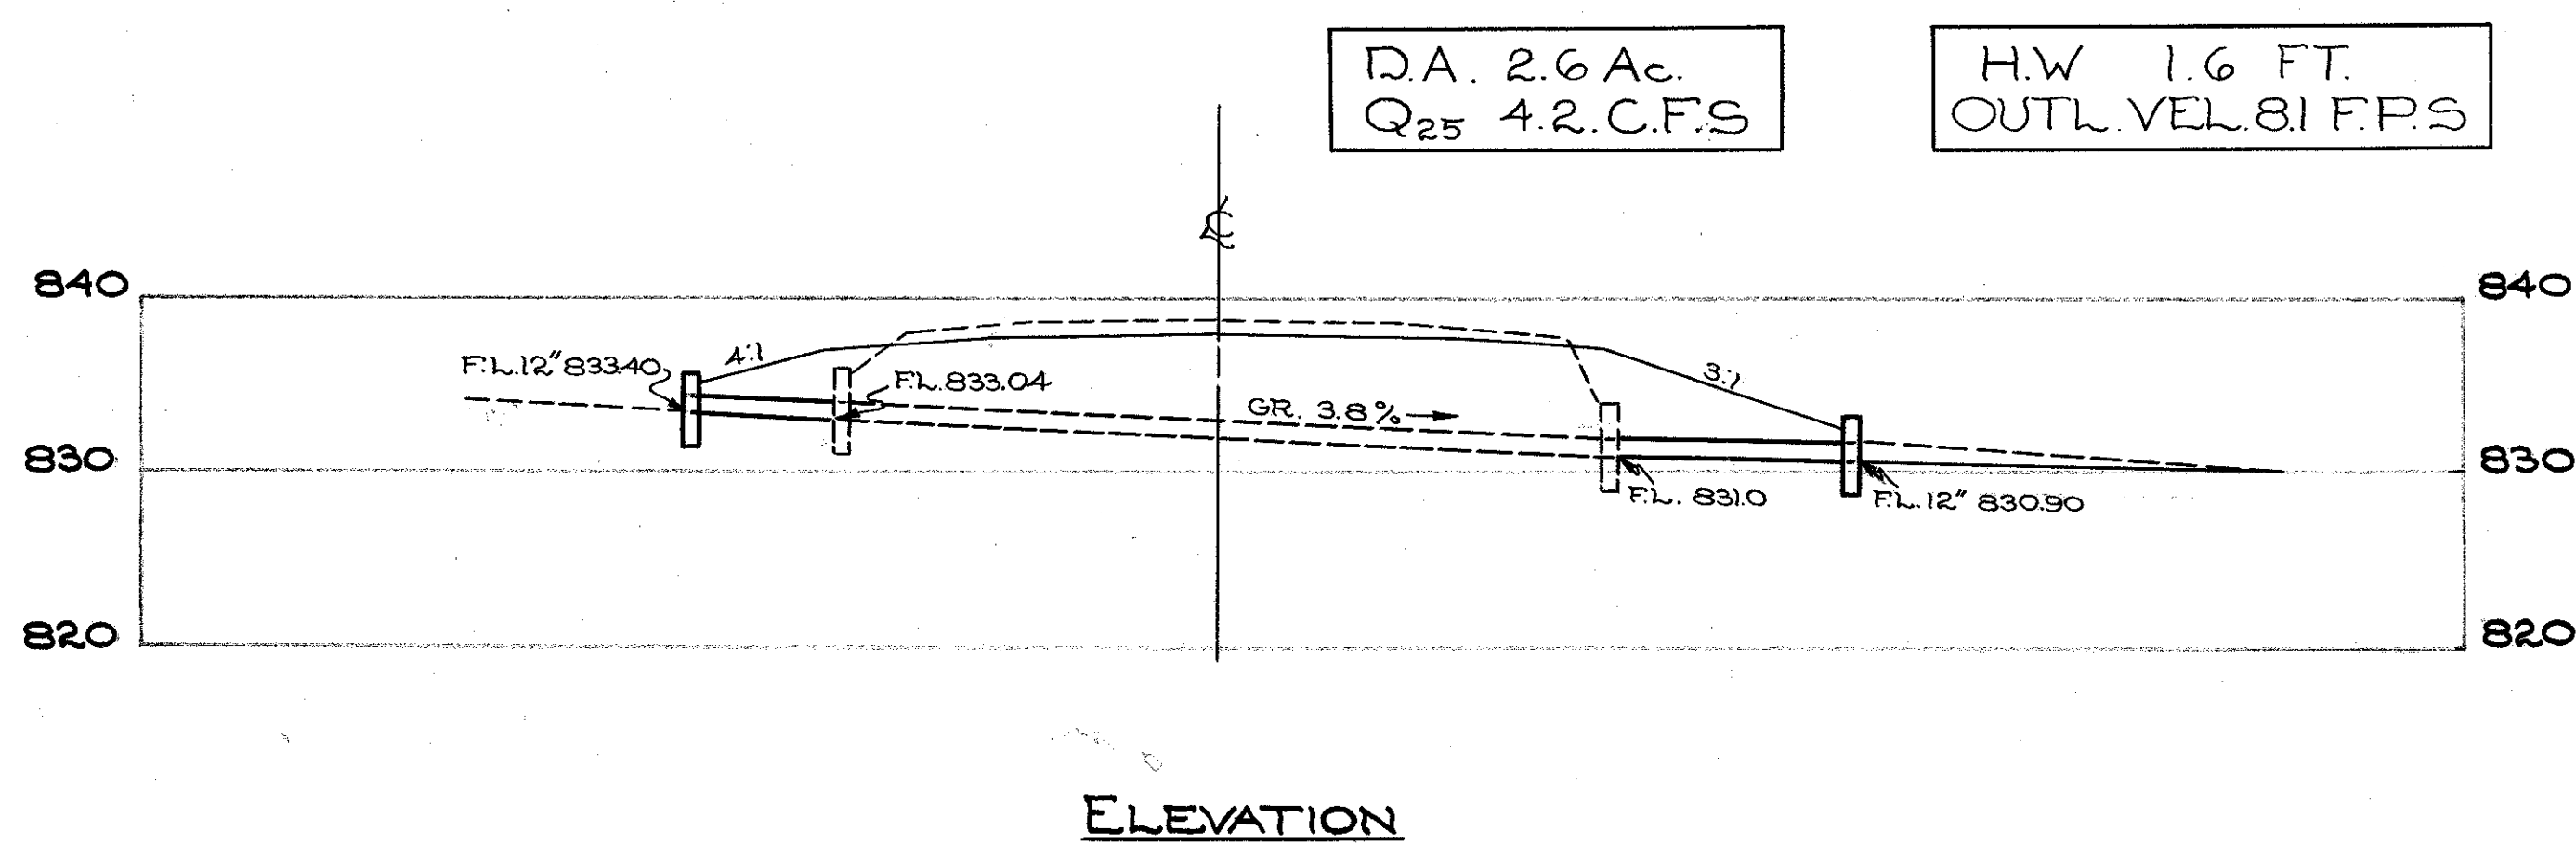 D.A. 2.6 Ac.
Q25 4.2.C.F.S
H.W 1.6 FT.
OUTL.VEL.8.1 F.P.S
℄
840
840
4:1
F.L.12" 833.40
F.L.833.04
3:1
GR. 3.8%
830
830
F.L. 831.0
F.L.12" 830.90
820
820
ELEVATION